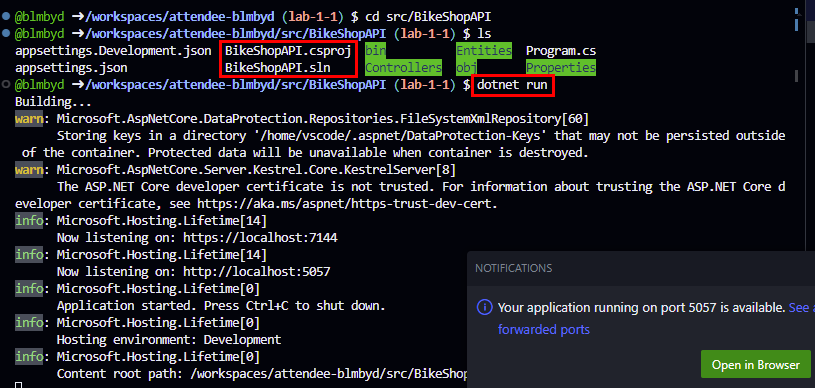 @blmbyd ➜/workspaces/attendee-blmbyd (lab-1-1) $ cd src/BikeShopAPI
@blmbyd ➜/workspaces/attendee-blmbyd/src/BikeShopAPI (lab-1-1) $ ls
appsettings.Development.json BikeShopAPI.csproj bin Entities Program.cs
appsettings.json BikeShopAPI.sln Controllers obj Properties
@blmbyd ➜/workspaces/attendee-blmbyd/src/BikeShopAPI (lab-1-1) $ dotnet run
Building...
warn: Microsoft.AspNetCore.DataProtection.Repositories.FileSystemXmlRepository[60]
Storing keys in a directory '/home/vscode/.aspnet/DataProtection-Keys' that may not be persisted outside
of the container. Protected data will be unavailable when container is destroyed.
warn: Microsoft.AspNetCore.Server.Kestrel.Core.KestrelServer[8]
The ASP.NET Core developer certificate is not trusted. For information about trusting the ASP.NET Core d
eveloper certificate, see https://aka.ms/aspnet/https-trust-dev-cert.
info: Microsoft.Hosting.Lifetime[14]
Now listening on: https://localhost:7144
info: Microsoft.Hosting.Lifetime[14]
Now listening on: http://localhost:5057
info: Microsoft.Hosting.Lifetime[0]
Application started. Press Ctrl+C to shut down.
info: Microsoft.Hosting.Lifetime[0]
Hosting environment: Development
info: Microsoft.Hosting.Lifetime[0]
Content root path: /workspaces/attendee-blmbyd/src/BikeShop
NOTIFICATIONS
Your application running on port 5057 is available. See
forwarded ports
Open in Browser